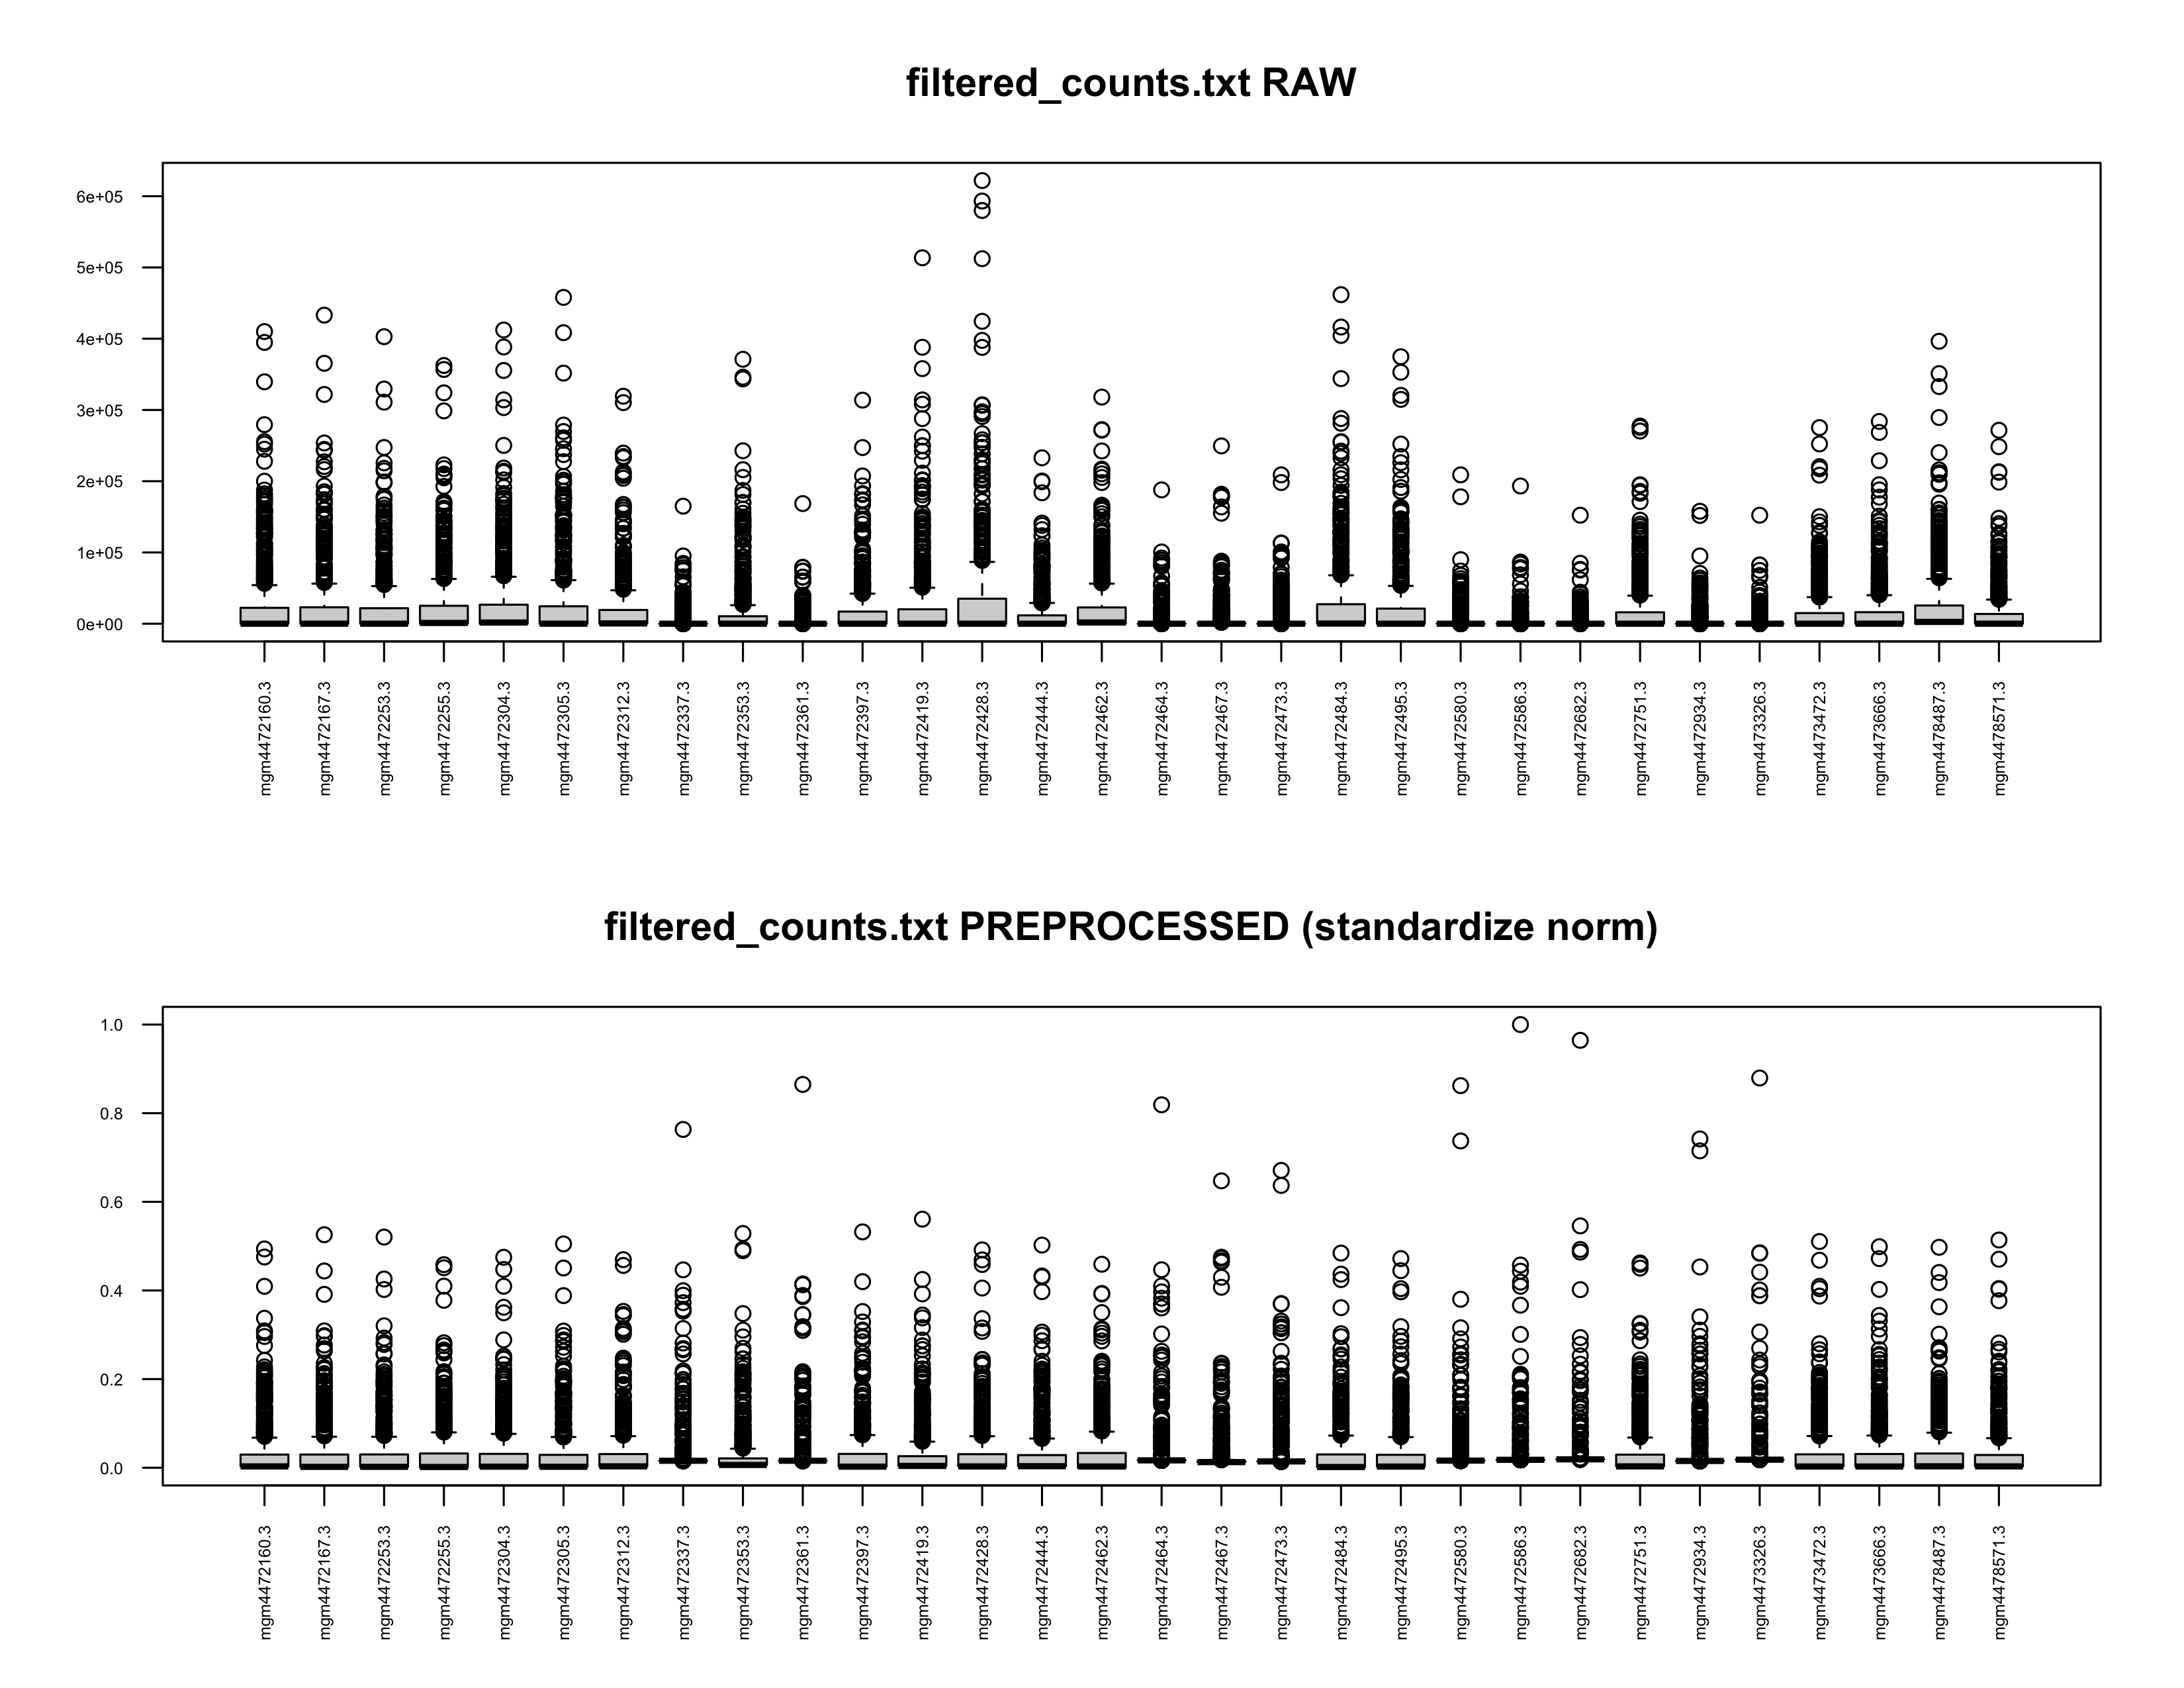 filtered_counts.txt RAW
6e+05
5e+05
4e+05
3e+05
2e+05
1e+05
0e+00
mgm4472160.3
mgm4472167.3
mgm4472253.3
mgm4472255.3
mgm4472304.3
mgm4472305.3
mgm4472312.3
mgm4472337.3
mgm4472353.3
mgm4472361.3
mgm4472397.3
mgm4472419.3
mgm4472428.3
mgm4472444.3
mgm4472462.3
mgm4472464.3
mgm4472467.3
mgm4472473.3
mgm4472484.3
mgm4472495.3
mgm4472580.3
mgm4472586.3
mgm4472682.3
mgm4472751.3
mgm4472934.3
mgm4473326.3
mgm4473472.3
mgm4473666.3
mgm4478487.3
mgm4478571.3
filtered_counts.txt PREPROCESSED (standardize norm)
1.0
0.8
0.6
0.4
0.2
0.0
mgm4472160.3
mgm4472167.3
mgm4472253.3
mgm4472255.3
mgm4472304.3
mgm4472305.3
mgm4472312.3
mgm4472337.3
mgm4472353.3
mgm4472361.3
mgm4472397.3
mgm4472419.3
mgm4472428.3
mgm4472444.3
mgm4472462.3
mgm4472464.3
mgm4472467.3
mgm4472473.3
mgm4472484.3
mgm4472495.3
mgm4472580.3
mgm4472586.3
mgm4472682.3
mgm4472751.3
mgm4472934.3
mgm4473326.3
mgm4473472.3
mgm4473666.3
mgm4478487.3
mgm4478571.3